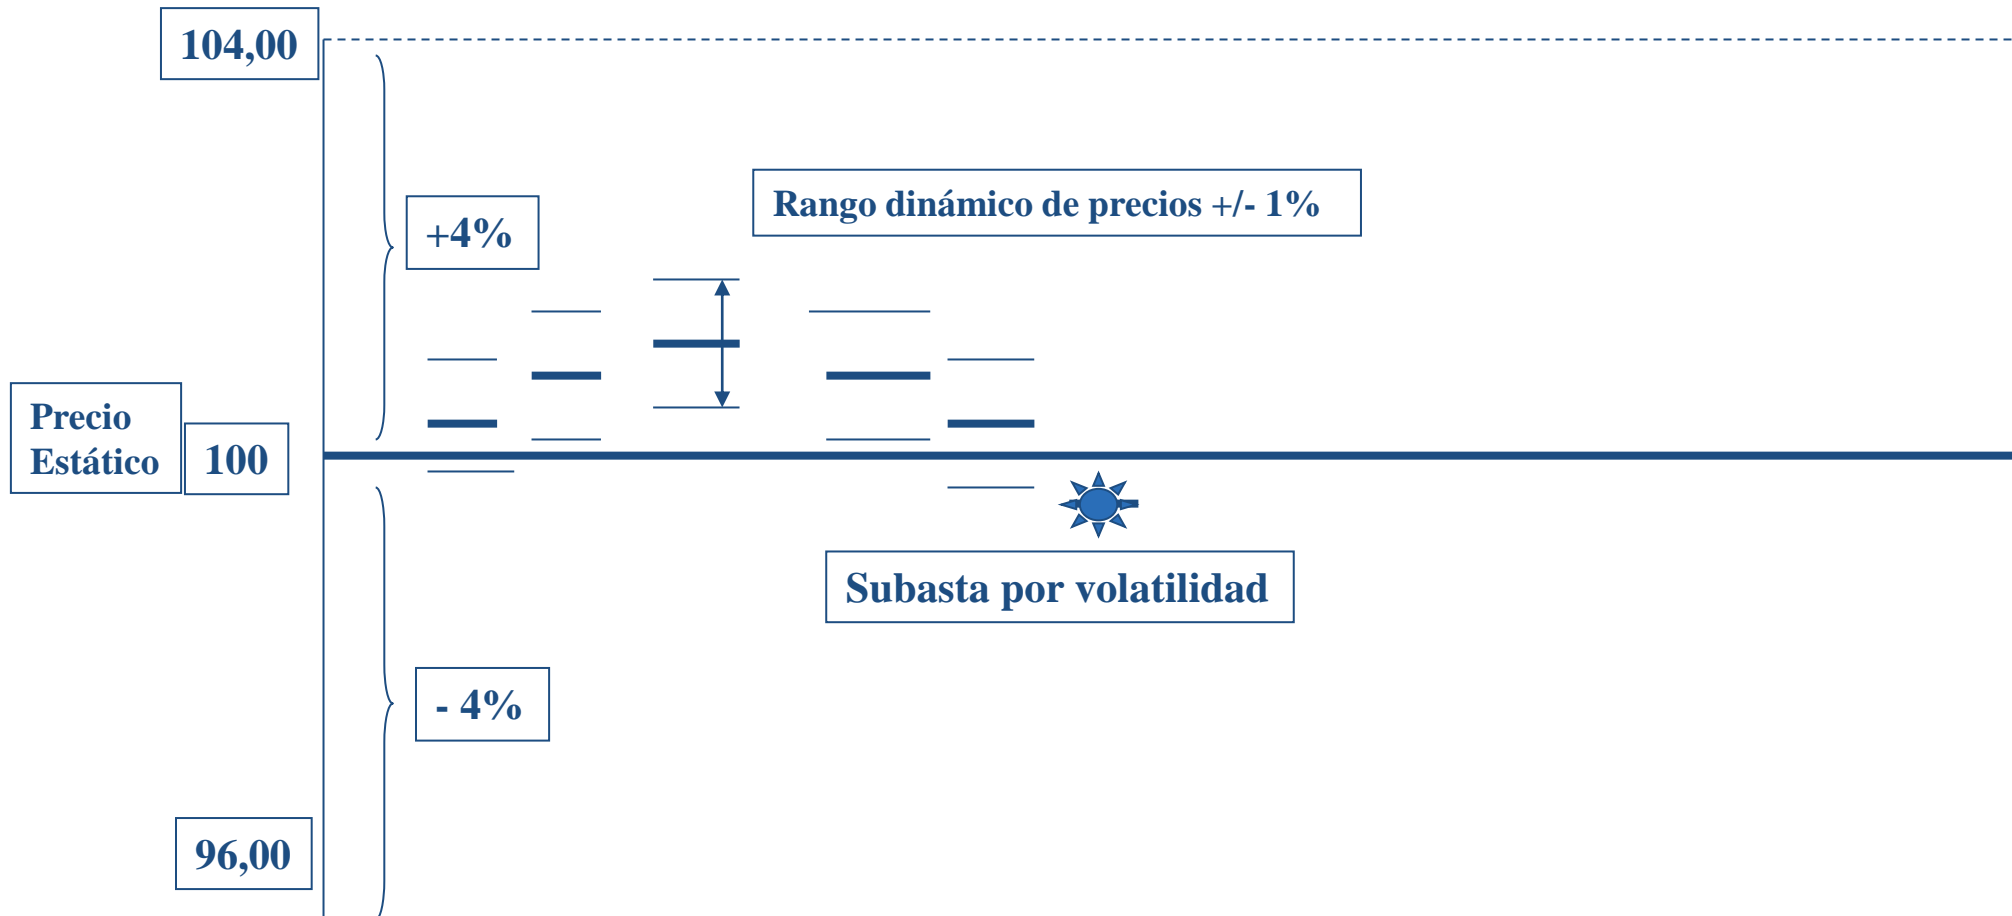 104,00
Rango dinámico de precios +/- 1%
+4%
Precio
Estático
100
Subasta por volatilidad
- 4%
96,00